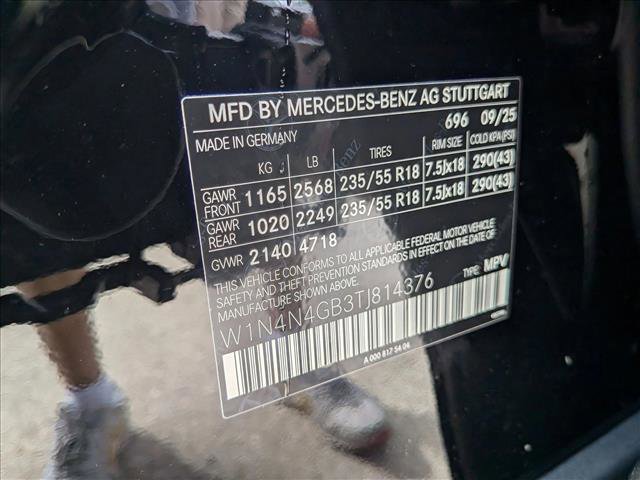 MFD BY MERCEDES-BENZ AG STUTTGART
MADE IN GERMANY 696 09/25
KG LB TIRES RIM SIZE COLD KPA(PSI)
GAWR FRONT 1165 2568 235/55 R18 7.5Jx18 290(43)
GAWR REAR 1020 2249 235/55 R18 7.5Jx18 290(43)
GVWR 2140 4718
THIS VEHICLE CONFORMS TO ALL APPLICABLE FEDERAL MOTOR VEHICLE
SAFETY AND THEFT PREVENTION STANDARDS IN EFFECT ON THE DATE OF
MANUFACTURE SHOWN ABOVE.
W1N4N4GB3TJ814376 TYPE: MPV
A 000 817 54 04